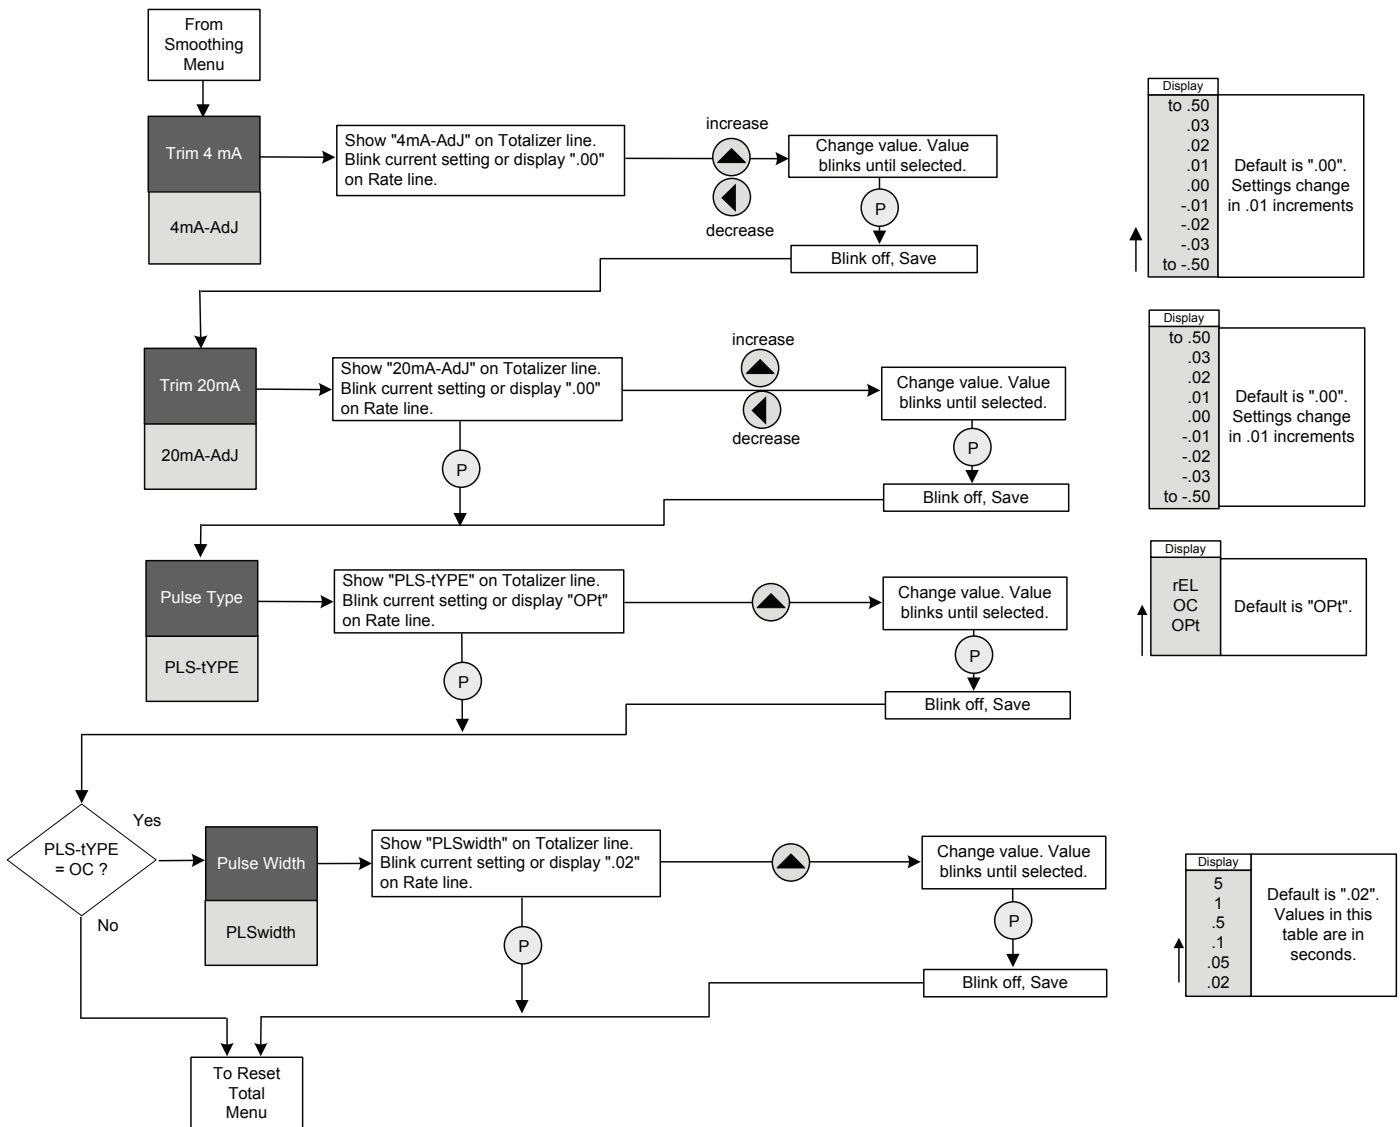 From
Smoothing
Menu
Trim 4 mA
4mA-AdJ
Show "4mA-AdJ" on Totalizer line.
Blink current setting or display ".00"
on Rate line.
increase
decrease
Change value. Value
blinks until selected.
P
Blink off, Save
Display
to .50
.03
.02
.01
.00
-.01
-.02
-.03
to -.50
Default is ".00".
Settings change
in .01 increments
Trim 20mA
20mA-AdJ
Show "20mA-AdJ" on Totalizer line.
Blink current setting or display ".00"
on Rate line.
P
increase
decrease
Change value. Value
blinks until selected.
P
Blink off, Save
Display
to .50
.03
.02
.01
.00
-.01
-.02
-.03
to -.50
Default is ".00".
Settings change
in .01 increments
Pulse Type
PLS-tYPE
Show "PLS-tYPE" on Totalizer line.
Blink current setting or display "OPt"
on Rate line.
P
Change value. Value
blinks until selected.
P
Blink off, Save
Display
rEL
OC
OPt
Default is "OPt".
PLS-tYPE
= OC ?
Yes
No
Pulse Width
PLSwidth
Show "PLSwidth" on Totalizer line.
Blink current setting or display ".02"
on Rate line.
P
Change value. Value
blinks until selected.
P
Blink off, Save
Display
5
1
.5
.1
.05
.02
Default is ".02".
Values in this
table are in
seconds.
To Reset
Total
Menu